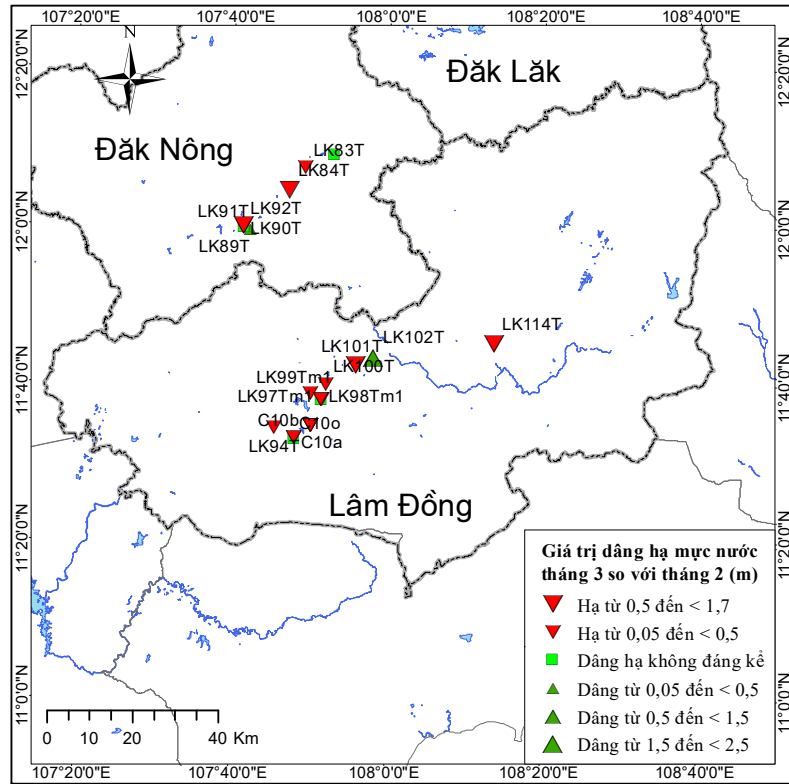 107°20'0"E 107°40'0"E 108°0'0"E 108°20'0"E 108°40'0"E
N
12°20'0"N 12°20'0"N
Đăk Lăk
Đăk Nông
LK83T
LK84T
LK91T LK92T
LK89T LK90T
12°0'0"N 12°0'0"N
LK102T LK114T
LK101T
LK100T
LK99Tm1
LK97Tm1 LK98Tm1
11°40'0"N 11°40'0"N
C10b C10o
LK94T C10a
Lâm Đồng
11°20'0"N 11°20'0"N
11°0'0"N 11°0'0"N
Giá trị dâng hạ mực nước
tháng 3 so với tháng 2 (m)
Hạ từ 0,5 đến < 1,7
Hạ từ 0,05 đến < 0,5
Dâng hạ không đáng kể
Dâng từ 0,05 đến < 0,5
Dâng từ 0,5 đến < 1,5
Dâng từ 1,5 đến < 2,5
0 10 20 40 Km
107°20'0"E 107°40'0"E 108°0'0"E 108°20'0"E 108°40'0"E